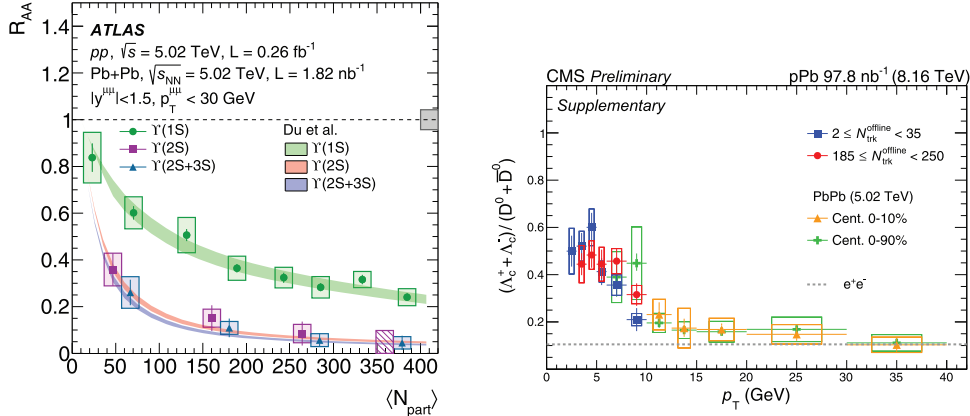 R_AA
1.4
1.2
1
0.8
0.6
0.4
0.2
0
ATLAS
pp, √s = 5.02 TeV, L = 0.26 fb⁻¹
Pb+Pb, √s_NN = 5.02 TeV, L = 1.82 nb⁻¹
|y^μμ|<1.5, p_T^μμ < 30 GeV
ϒ(1S)
ϒ(2S)
ϒ(2S+3S)
Du et al.
ϒ(1S)
ϒ(2S)
ϒ(2S+3S)
0 50 100 150 200 250 300 350 400
⟨N_part⟩
CMS Preliminary pPb 97.8 nb⁻¹ (8.16 TeV)
Supplementary
2 ≤ N_trk^offline < 35
185 ≤ N_trk^offline < 250
PbPb (5.02 TeV)
Cent. 0-10%
Cent. 0-90%
e⁺e⁻
(Λ_c⁺ + Λ_c⁻) / (D⁰ + D̅⁰)
1
0.8
0.6
0.4
0.2
0 5 10 15 20 25 30 35 40
p_T (GeV)